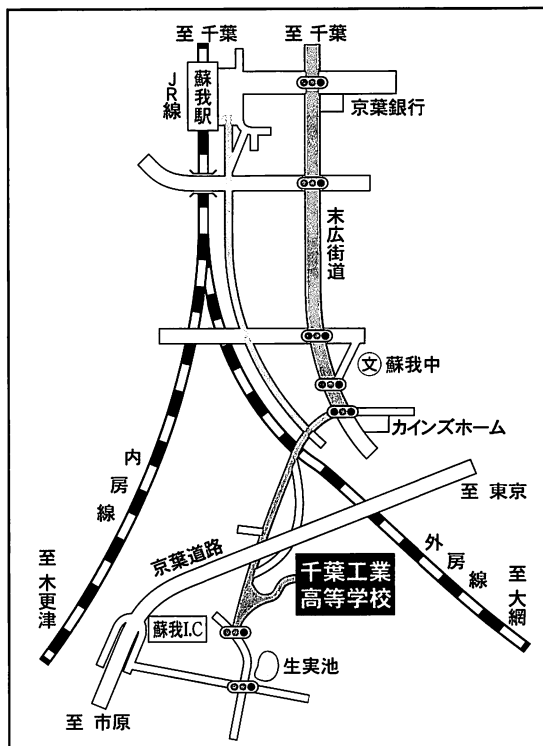 至 千葉
至 千葉
JR線
蘇我駅
京葉銀行
末広街道
文 蘇我中
カインズホーム
内房線
至 東京
京葉道路
外房線
至 木更津
千葉工業
高等学校
至 大網
蘇我I.C
生実池
至 市原